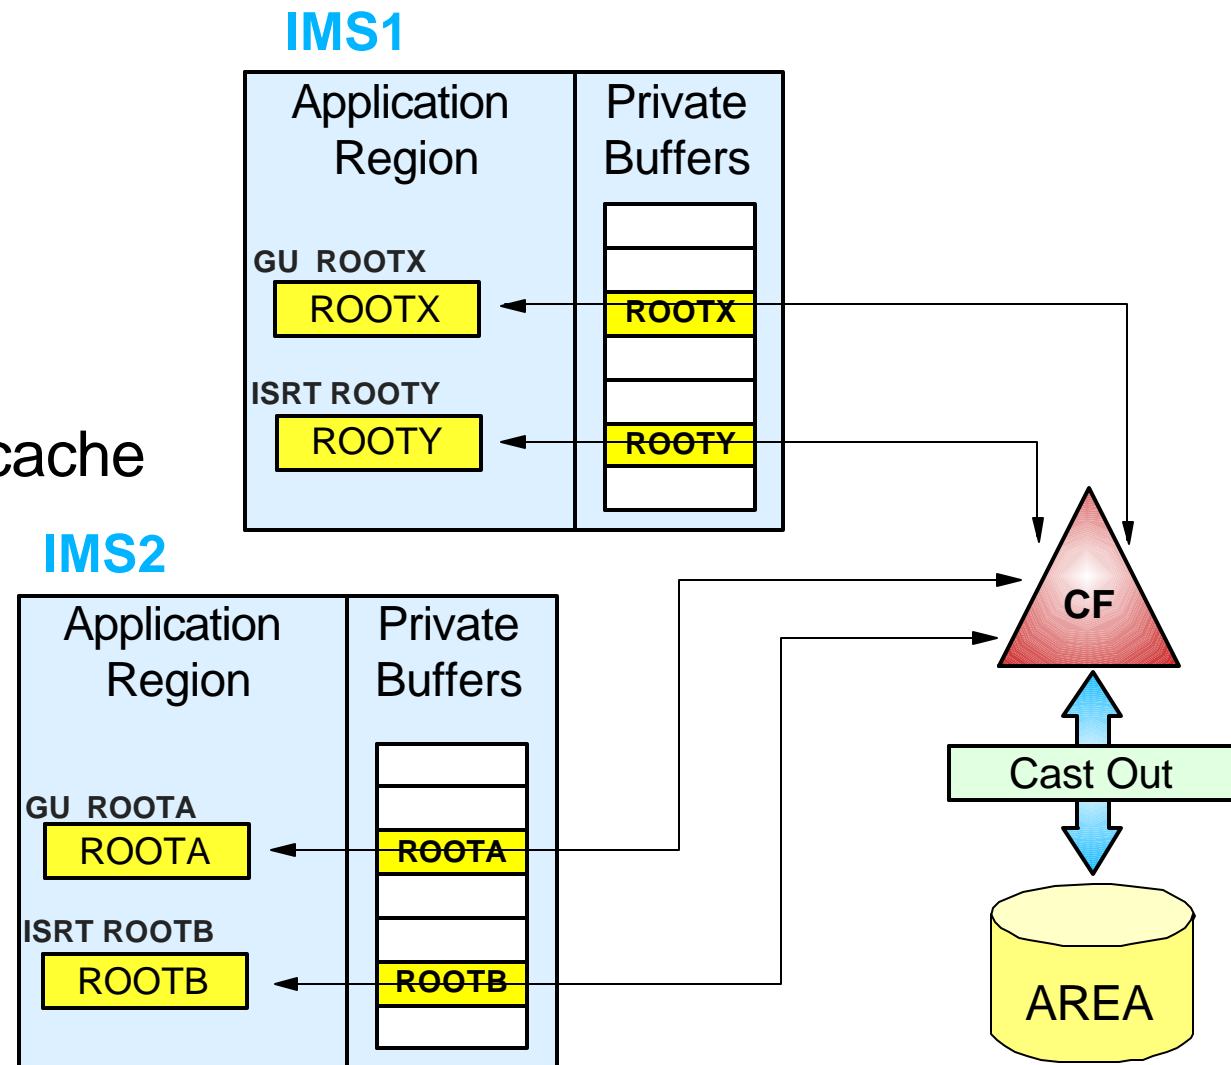 IMS1
Application
Region
Private
Buffers
GU ROOTX
ROOTX
ROOTX
ISRT ROOTY
ROOTY
ROOTY
cache
IMS2
Application
Region
Private
Buffers
GU ROOTA
ROOTA
ROOTA
ISRT ROOTB
ROOTB
ROOTB
CF
Cast Out
AREA